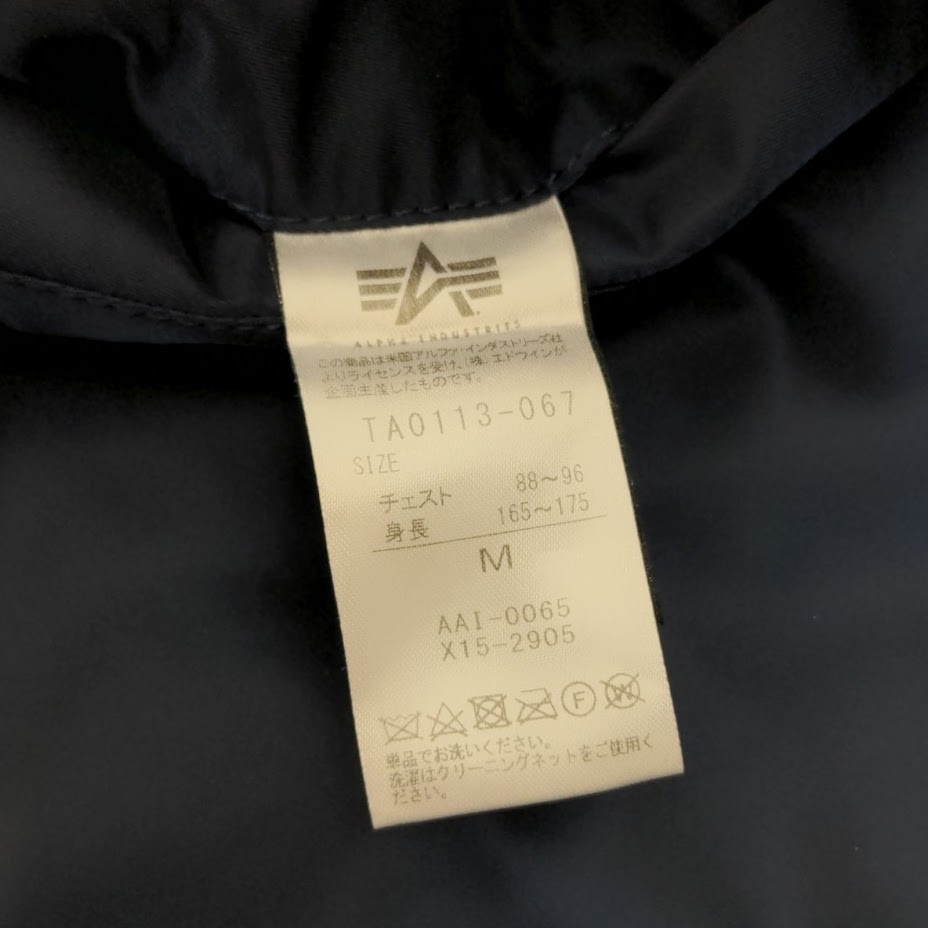 ALPHA INDUSTRIES
この商品は米国アルファ・インダストリーズ社
よりライセンスを受け、(株)エドウインが
企画生産したものです。
TA0113-067
SIZE
チェスト 88～96
身長 165～175
M
AAI-0065
X15-2905
F W
単品でお洗いください。
洗濯はクリーニングネットをご使用く
ださい。